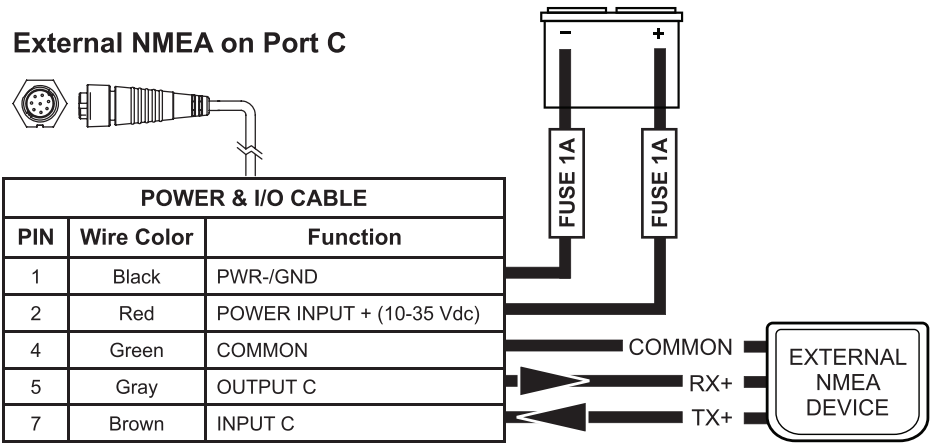 External NMEA on Port C
- +
FUSE 1A FUSE 1A
POWER & I/O CABLE
PIN Wire Color Function
1 Black PWR-/GND
2 Red POWER INPUT + (10-35 Vdc)
4 Green COMMON
5 Gray OUTPUT C
7 Brown INPUT C
COMMON
RX+
TX+
EXTERNAL
NMEA
DEVICE